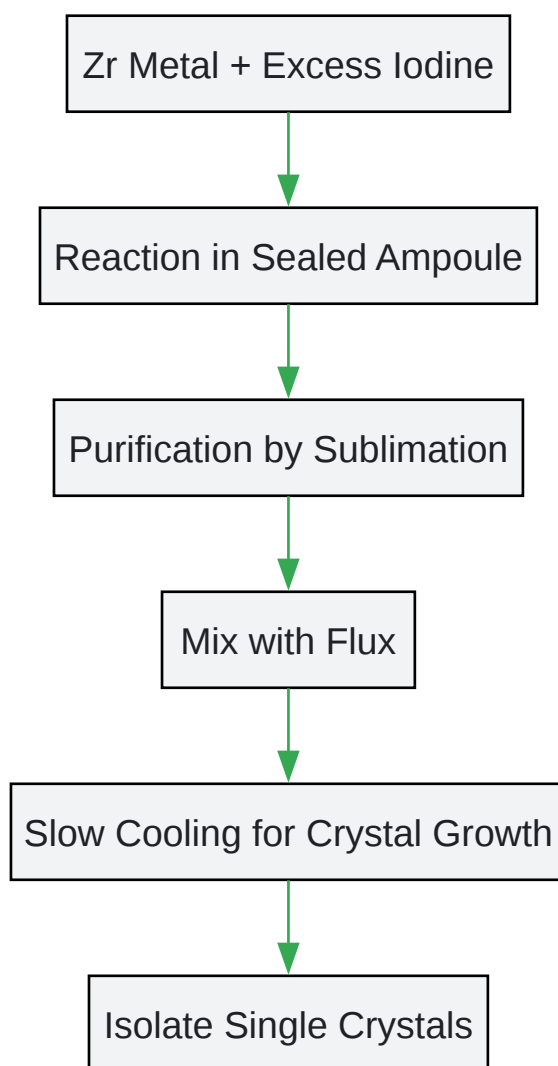 Zr Metal + Excess Iodine
Reaction in Sealed Ampoule
Purification by Sublimation
Mix with Flux
Slow Cooling for Crystal Growth
Isolate Single Crystals